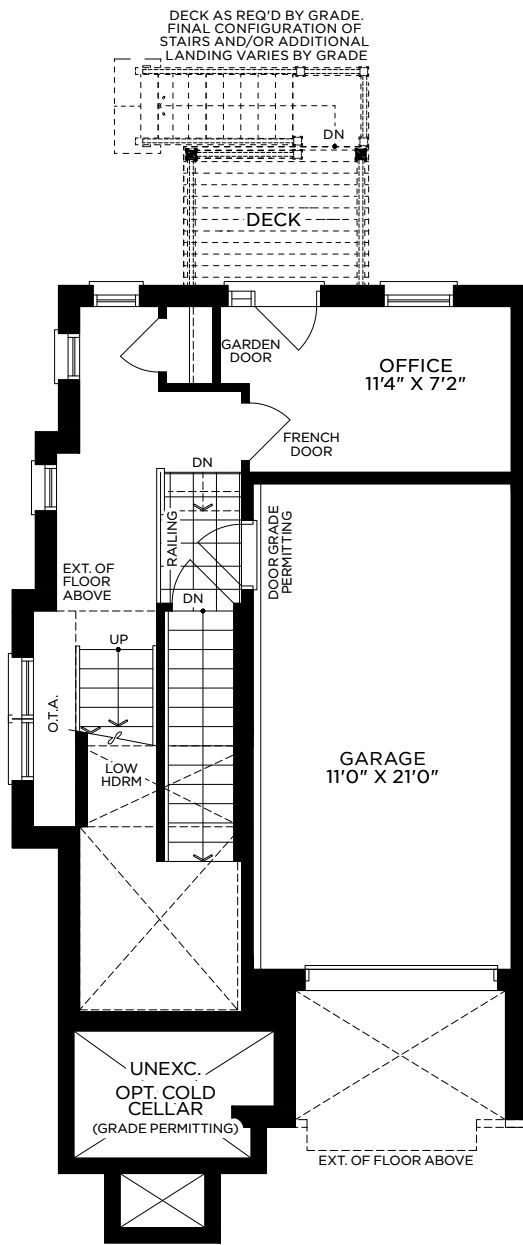 DECK AS REQ'D BY GRADE.
FINAL CONFIGURATION OF
STAIRS AND/OR ADDITIONAL
LANDING VARIES BY GRADE
DN
DECK
GARDEN
DOOR
OFFICE
11'4" X 7'2"
FRENCH
DOOR
DN
RAILING
DOOR GRADE
PERMITTING
EXT. OF
FLOOR
ABOVE
DN
UP
O.T.A.
LOW
HDRM
GARAGE
11'0" X 21'0"
UNEXC.
OPT. COLD
CELLAR
(GRADE PERMITTING)
EXT. OF FLOOR ABOVE